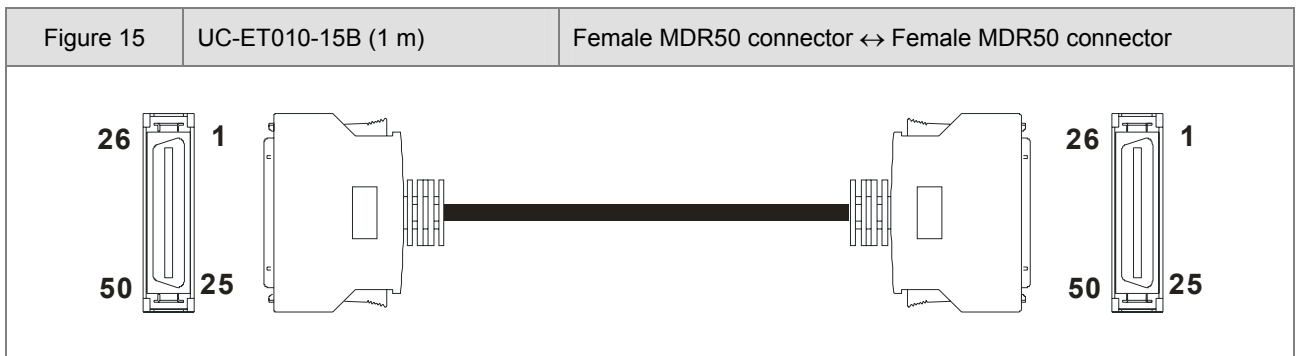 Figure 15 UC-ET010-15B (1 m) Female MDR50 connector ↔ Female MDR50 connector
26 1 26 1
50 25 50 25